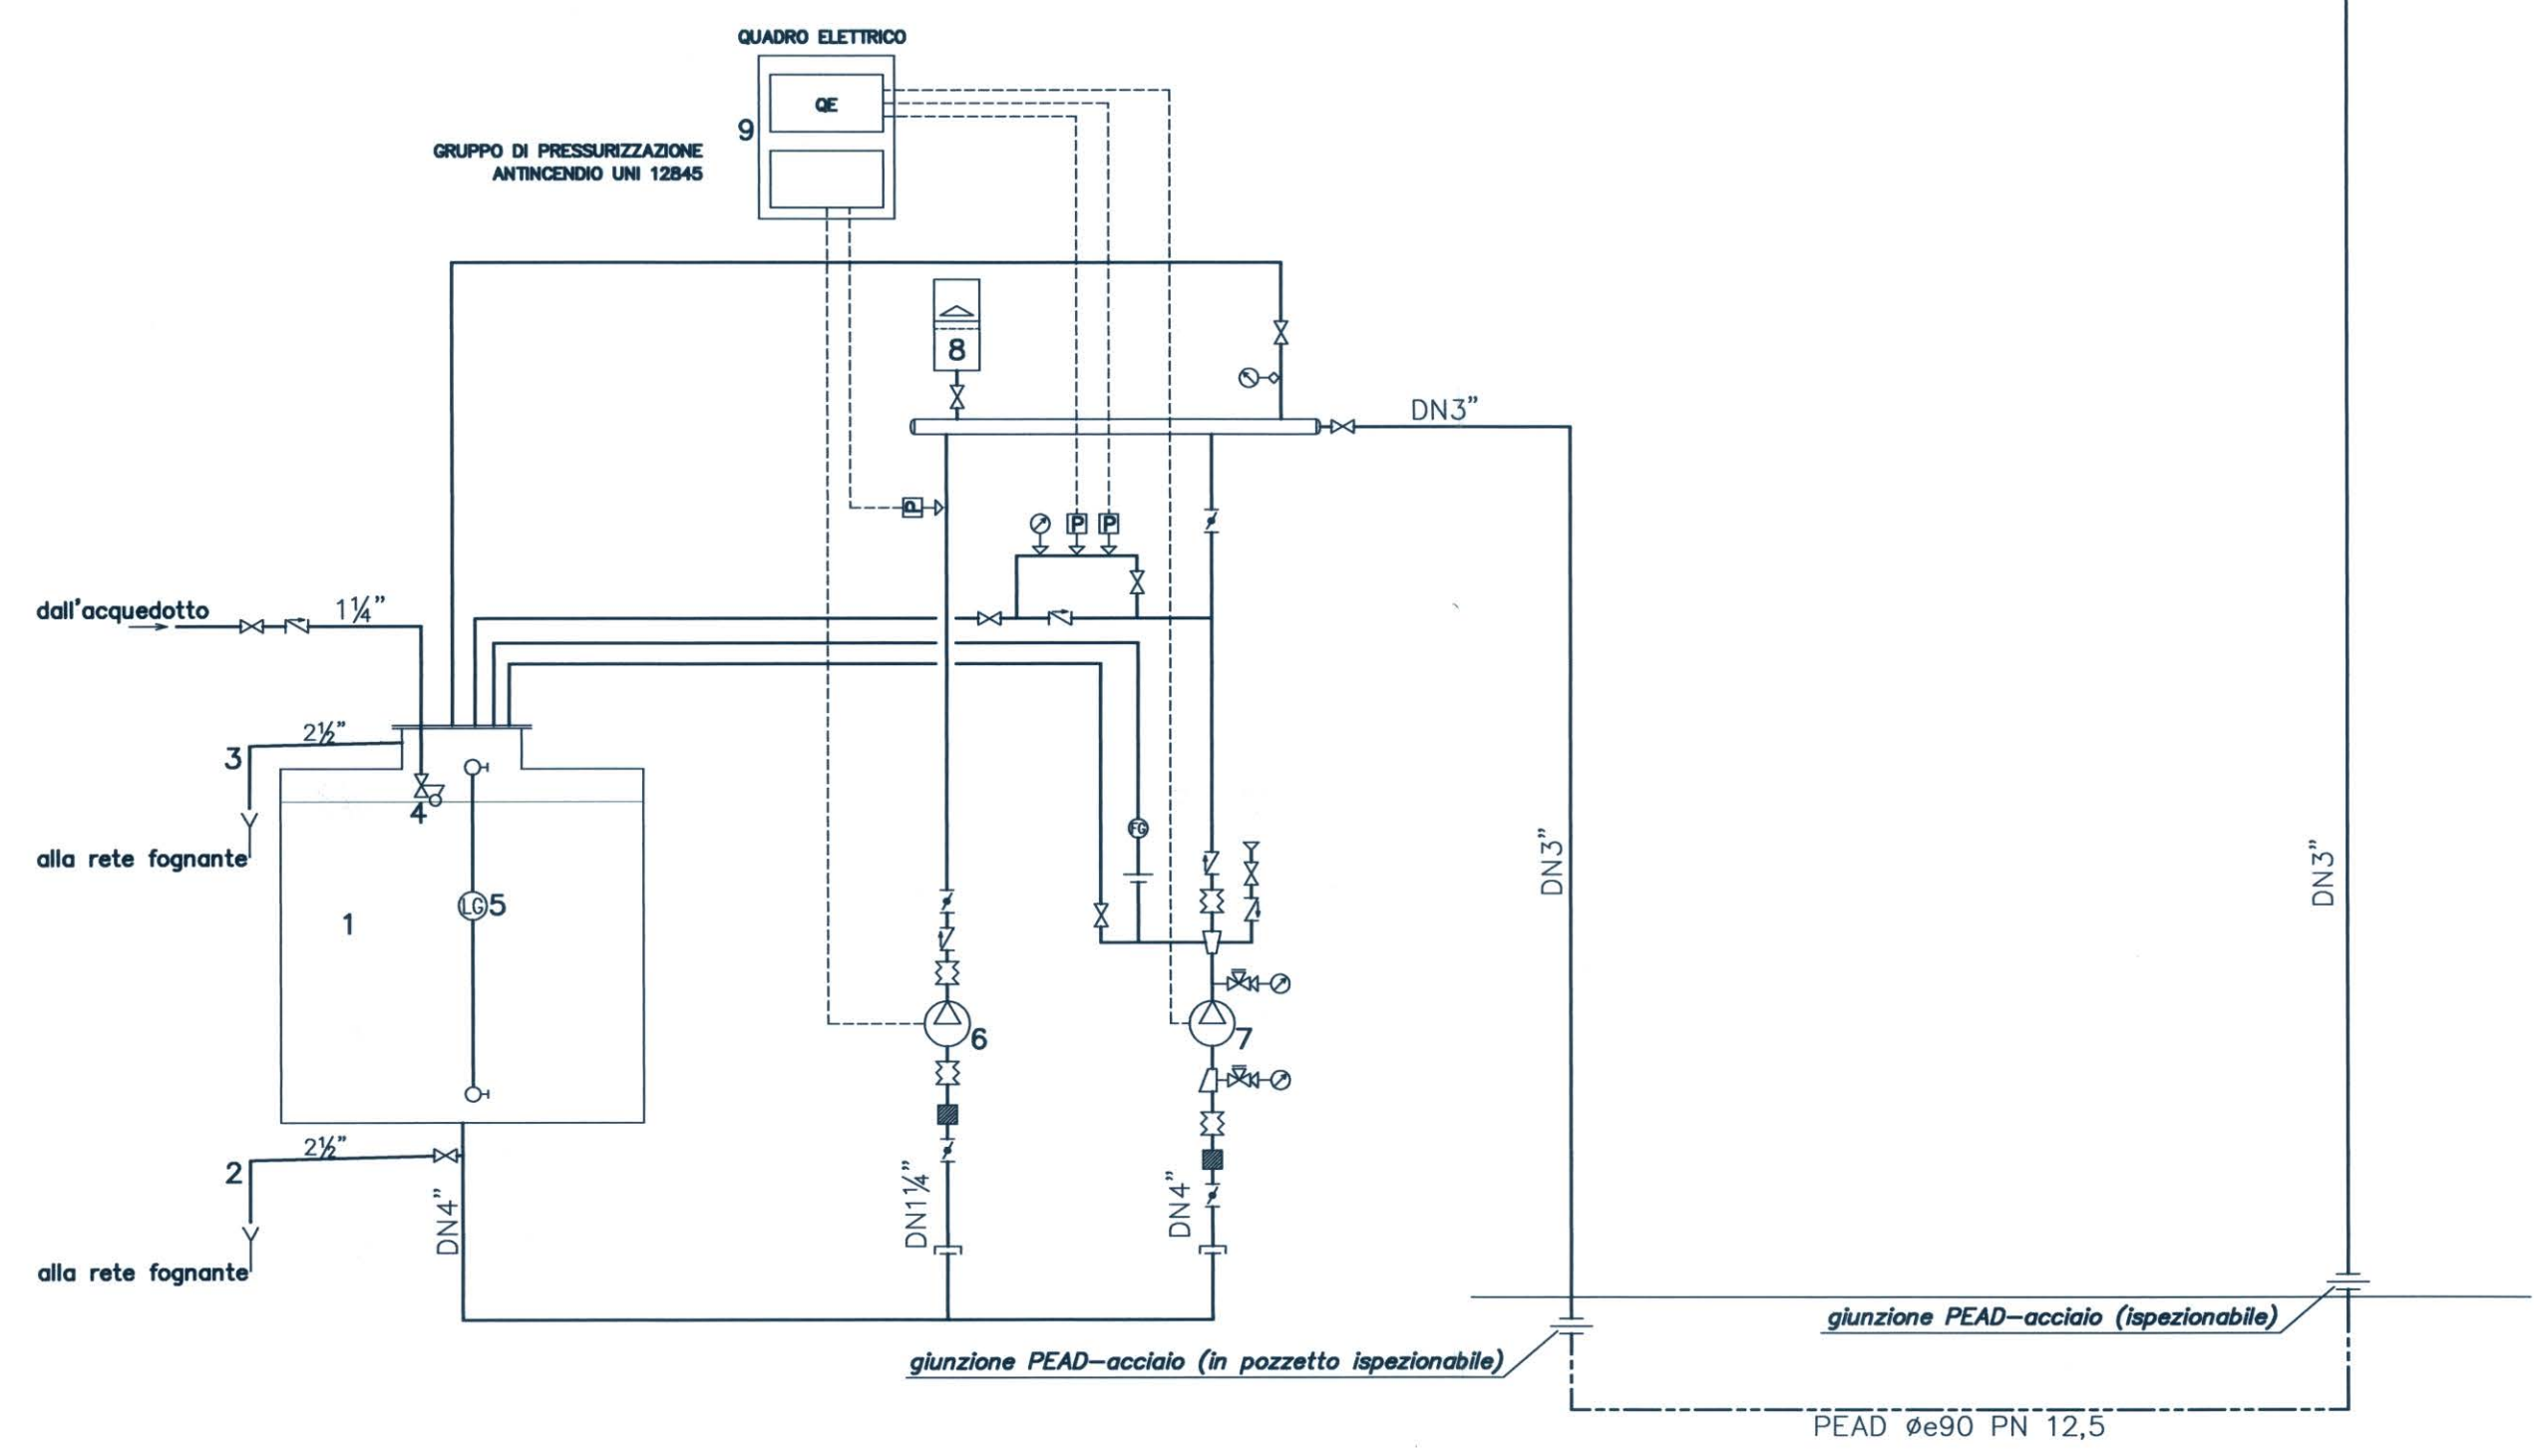 QUADRO ELETTRICO
QE
9
GRUPPO DI PRESSURIZZAZIONE
ANTINCENDIO UNI 12845
8
DN3"
P
P P
dall'acquedotto
1¼"
2½"
3
4
alla rete fognante
1
LG 5
FG
DN3"
DN3"
6
7
2½"
2
DN4"
DN1¼"
DN4"
alla rete fognante
giunzione PEAD-acciaio (ispezionabile)
giunzione PEAD-acciaio (in pozzetto ispezionabile)
PEAD øe90 PN 12,5